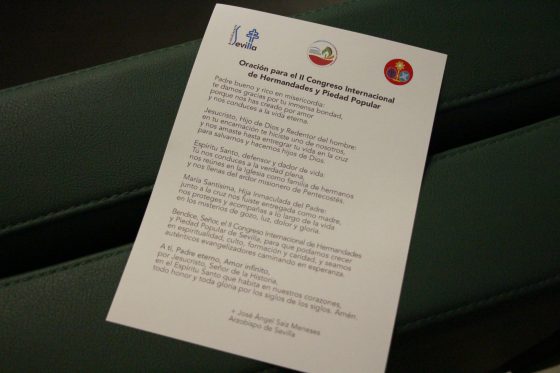 Sevilla
Oración para el II Congreso Internacional
de Hermandades y Piedad Popular
Padre bueno y rico en misericordia:
te damos gracias por tu inmensa bondad,
porque nos has creado por amor
y nos conduces a la vida eterna.
Jesucristo, Hijo de Dios y Redentor del hombre:
en tu encarnación te hiciste uno de nosotros,
y nos amaste hasta entregar tu vida en la cruz
para salvarnos y hacernos hijos de Dios.
Espíritu Santo, defensor y dador de vida:
Tú nos conduces a la verdad plena,
nos reúnes en la Iglesia como familia de hermanos
y nos llenas del ardor misionero de Pentecostés.
María Santísima, Hija Inmaculada del Padre:
junto a la cruz nos fuiste entregada como madre,
nos proteges y acompañas a lo largo de la vida
en los misterios de gozo, luz, dolor y gloria.
Bendice, Señor, el II Congreso Internacional de Hermandades
y Piedad Popular de Sevilla, para que podamos crecer
en espiritualidad, culto, formación y caridad, y seamos
auténticos evangelizadores caminando en esperanza.
A ti, Padre eterno, Amor infinito,
por Jesucristo, Señor de la Historia,
en el Espíritu Santo que habita en nuestros corazones,
todo honor y toda gloria por los siglos de los siglos. Amén.
+ José Ángel Saiz Meneses
Arzobispo de Sevilla